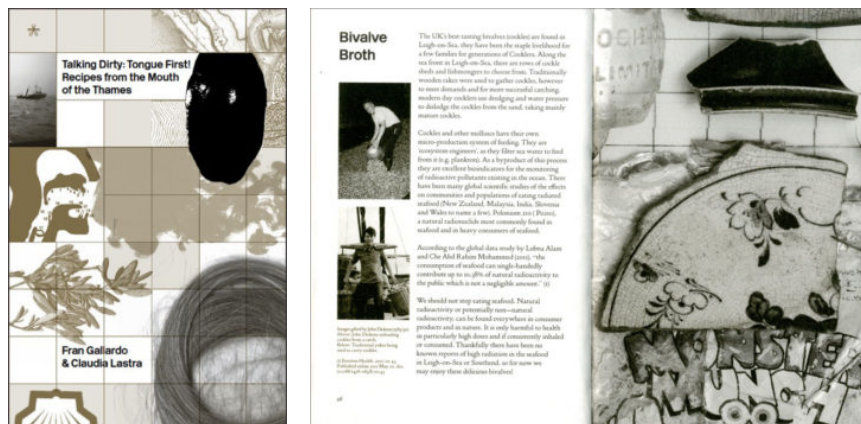 *
Talking Dirty: Tongue First!
Recipes from the Mouth
of the Thames
Fran Gallardo
& Claudia Lastra
Bivalve
Broth
The UK's best tasting bivalves (cockles) are found in
Leigh-on-Sea, they have been the staple livelihood for
a few families for generations of Cocklers. Along the
sea front in Leigh-on-Sea, there are rows of cockle
sheds and fishmongers to choose from. Traditionally
wooden rakes were used to gather cockles, however
to meet demands and for more successful catching,
modern day cocklers use dredging and water pressure
to dislodge the cockles from the sand, taking mainly
mature cockles.
Cockles and other molluscs have their own
micro-production system of feeding. They are
'ecosystem engineers', as they filter sea water to feed
from it (e.g. plankton). As a byproduct of this process
they are excellent bioindicators for the monitoring
of radioactive pollutants existing in the ocean. There
have been many global scientific studies of the effects
on communities and populations of eating radiated
seafood (New Zealand, Malaysia, India, Slovenia
and Wales to name a few). Polonium 210
a natural radionuclide most commonly found in
seafood and in heavy consumers of seafood.
According to the global data study by Lubna Alam
and Che Abd Rahim Mohammed (2011), "the
consumption of seafood can single-handedly
contribute up to 10.38% of natural radioactivity to
the public which is not a negligible amount." (1)
We should not stop eating seafood. Natural
radioactivity or potentially non-natural
radioactivity, can be found everywhere in consumer
products and in nature. It is only harmful to health
in particularly high doses and if consistently inhaled
or consumed. Thankfully there have been no
known reports of high radiation in the seafood
in Leigh-on-Sea or Southend, so for now we
may enjoy these delicious bivalves!
used to carry cockles.
OCH
LIMIT
MONSTE
MUNCH